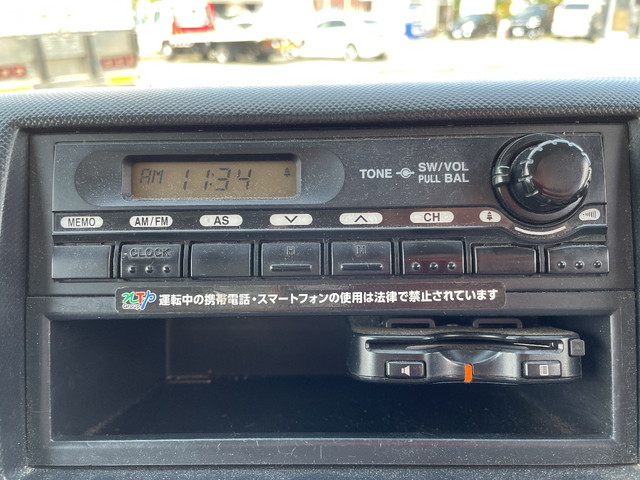 AM 11:34
TONE SW/VOL
PULL BAL
MEMO AM/FM AS CH
CLOCK
Group 運転中の携帯電話・スマートフォンの使用は法律で禁止されています